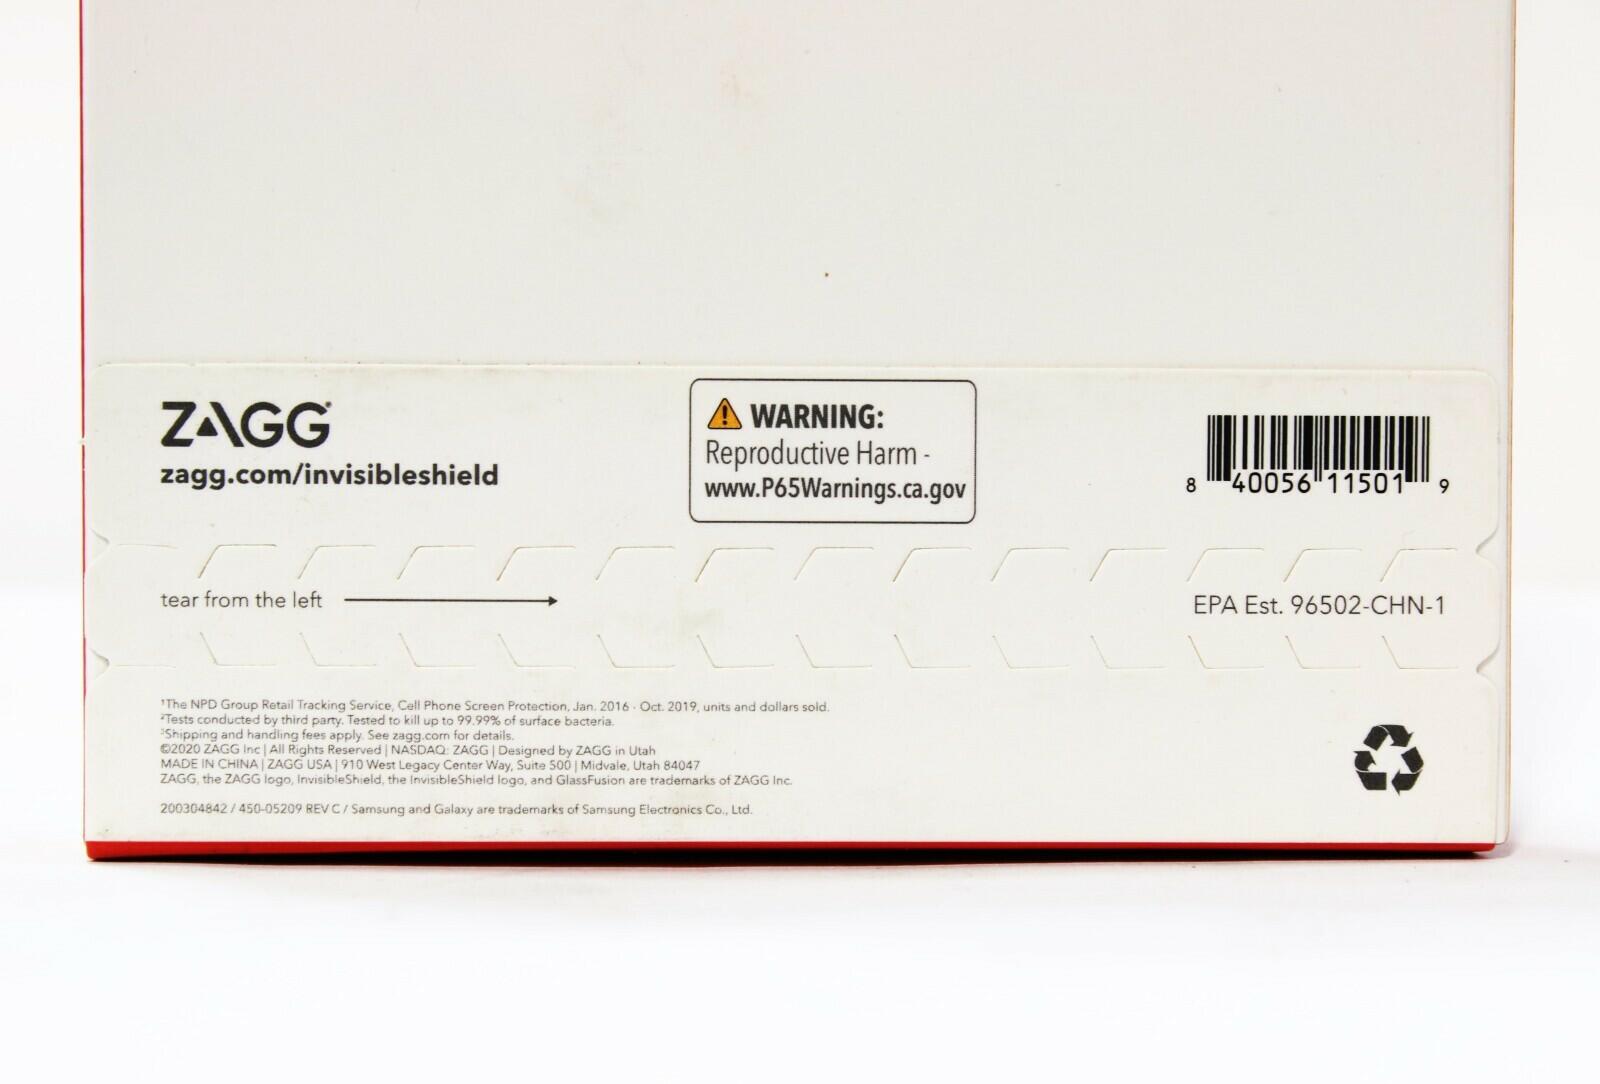 ZAGG®
zagg.com/invisibleshield
WARNING:
Reproductive Harm -
www.P65Warnings.ca.gov
8 40056 11501 9
tear from the left
EPA Est. 96502-CHN-1
¹The NPD Group Retail Tracking Service, Cell Phone Screen Protection, Jan. 2016 - Oct. 2019, units and dollars sold.
²Tests conducted by third party. Tested to kill up to 99.99% of surface bacteria.
³Shipping and handling fees apply. See zagg.com for details.
©2020 ZAGG Inc | All Rights Reserved | NASDAQ: ZAGG | Designed by ZAGG in Utah
MADE IN CHINA | ZAGG USA | 910 West Legacy Center Way, Suite 500 | Midvale, Utah 84047
ZAGG, the ZAGG logo, InvisibleShield, the InvisibleShield logo, and GlassFusion are trademarks of ZAGG Inc.
200304842 / 450-05209 REV C / Samsung and Galaxy are trademarks of Samsung Electronics Co., Ltd.